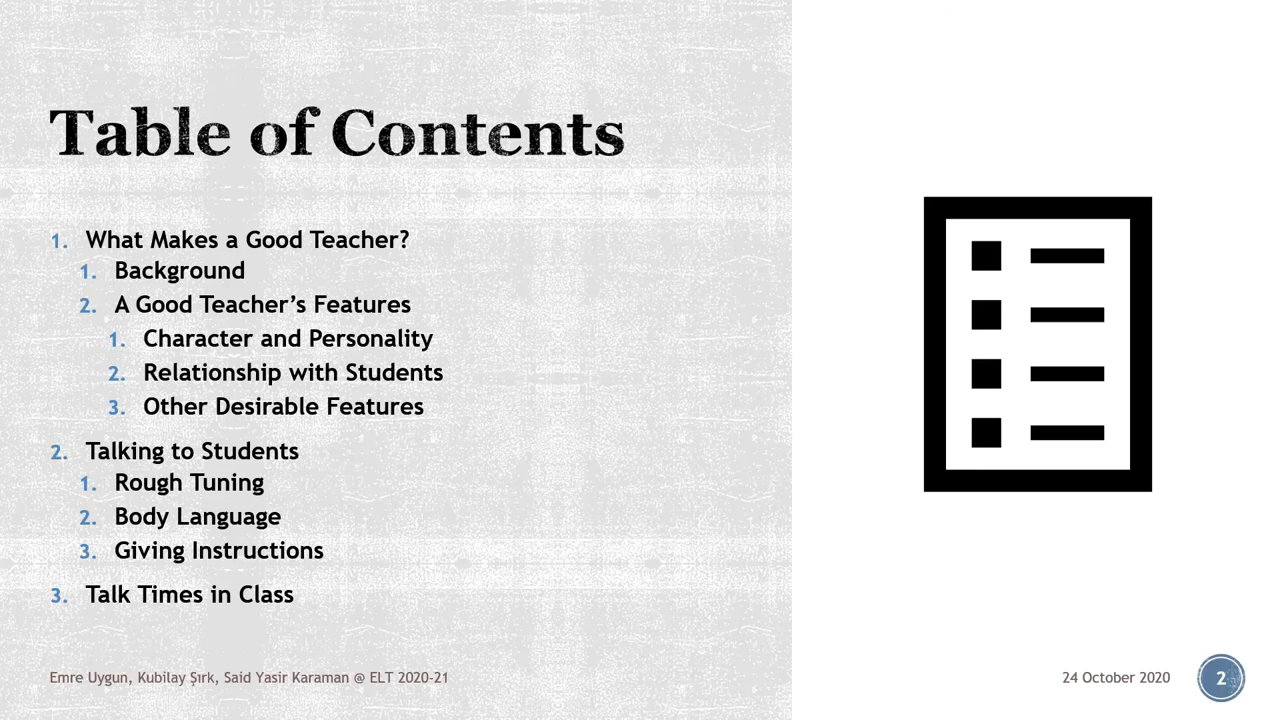 Table of Contents
1. What Makes a Good Teacher?
1. Background
2. A Good Teacher’s Features
1. Character and Personality
2. Relationship with Students
3. Other Desirable Features
2. Talking to Students
1. Rough Tuning
2. Body Language
3. Giving Instructions
3. Talk Times in Class
Emre Uygun, Kubilay Şırk, Said Yasir Karaman @ ELT 2020-21
24 October 2020
2